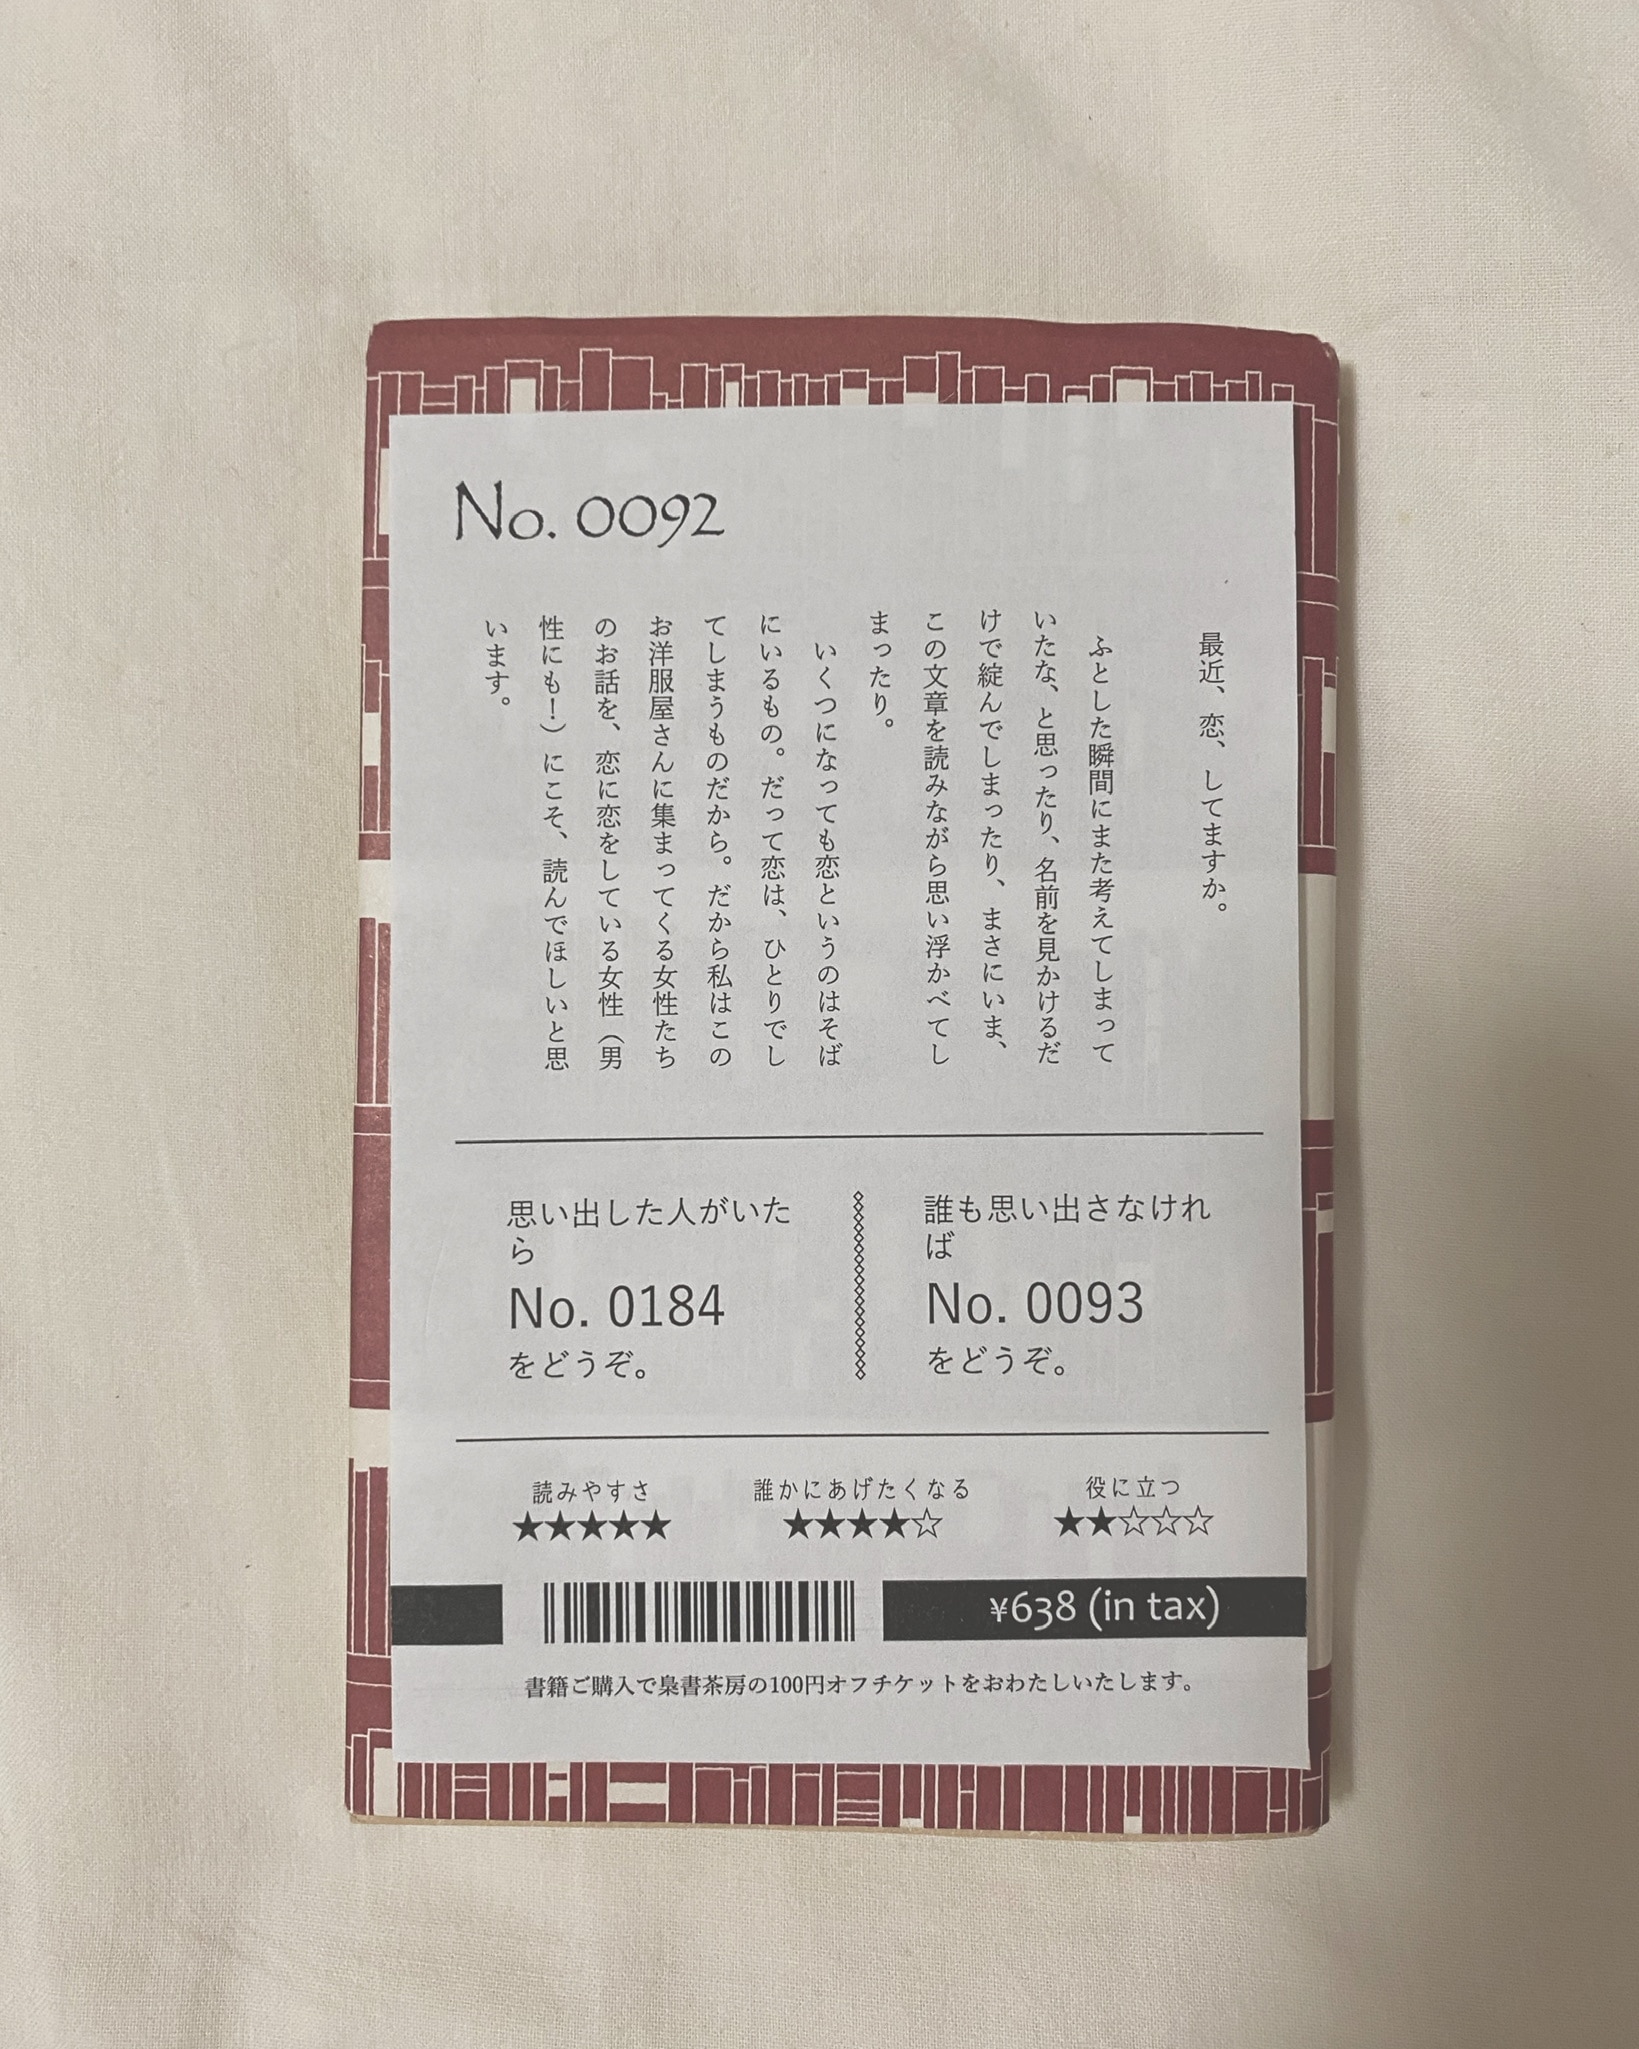 No. 0092
最近、恋、してますか。
ふとした瞬間にまた考えてしまって
いたな、と思ったり、名前を見かけるだ
けで綻んでしまったり、まさにいま、
この文章を読みながら思い浮かべてし
まったり。
いくつになっても恋というのはそば
にいるもの。だって恋は、ひとりでし
てしまうものだから。だから私はこの
お洋服屋さんに集まってくる女性たち
のお話を、恋に恋をしている女性（男
性にも！）にこそ、読んでほしいと思
います。
思い出した人がいた
ら
No. 0184
をどうぞ。
誰も思い出さなけれ
ば
No. 0093
をどうぞ。
読みやすさ
★★★★★
誰かにあげたくなる
★★★★☆
役に立つ
★★☆☆☆
¥638 (in tax)
書籍ご購入で梟書茶房の100円オフチケットをおわたしいたします。